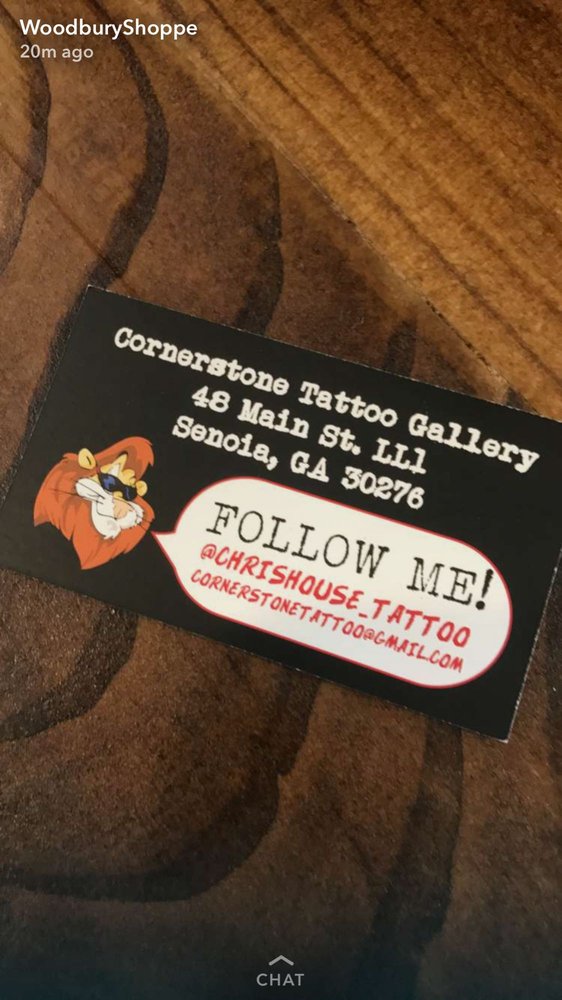 WoodburyShoppe
20m ago
Cornerstone Tattoo Gallery
48 Main St. LL1
Senoia, GA 30276
FOLLOW ME!
@CHRISHOUSE_TATTOO
CORNERSTONETATTOO@GMAIL.COM
CHAT